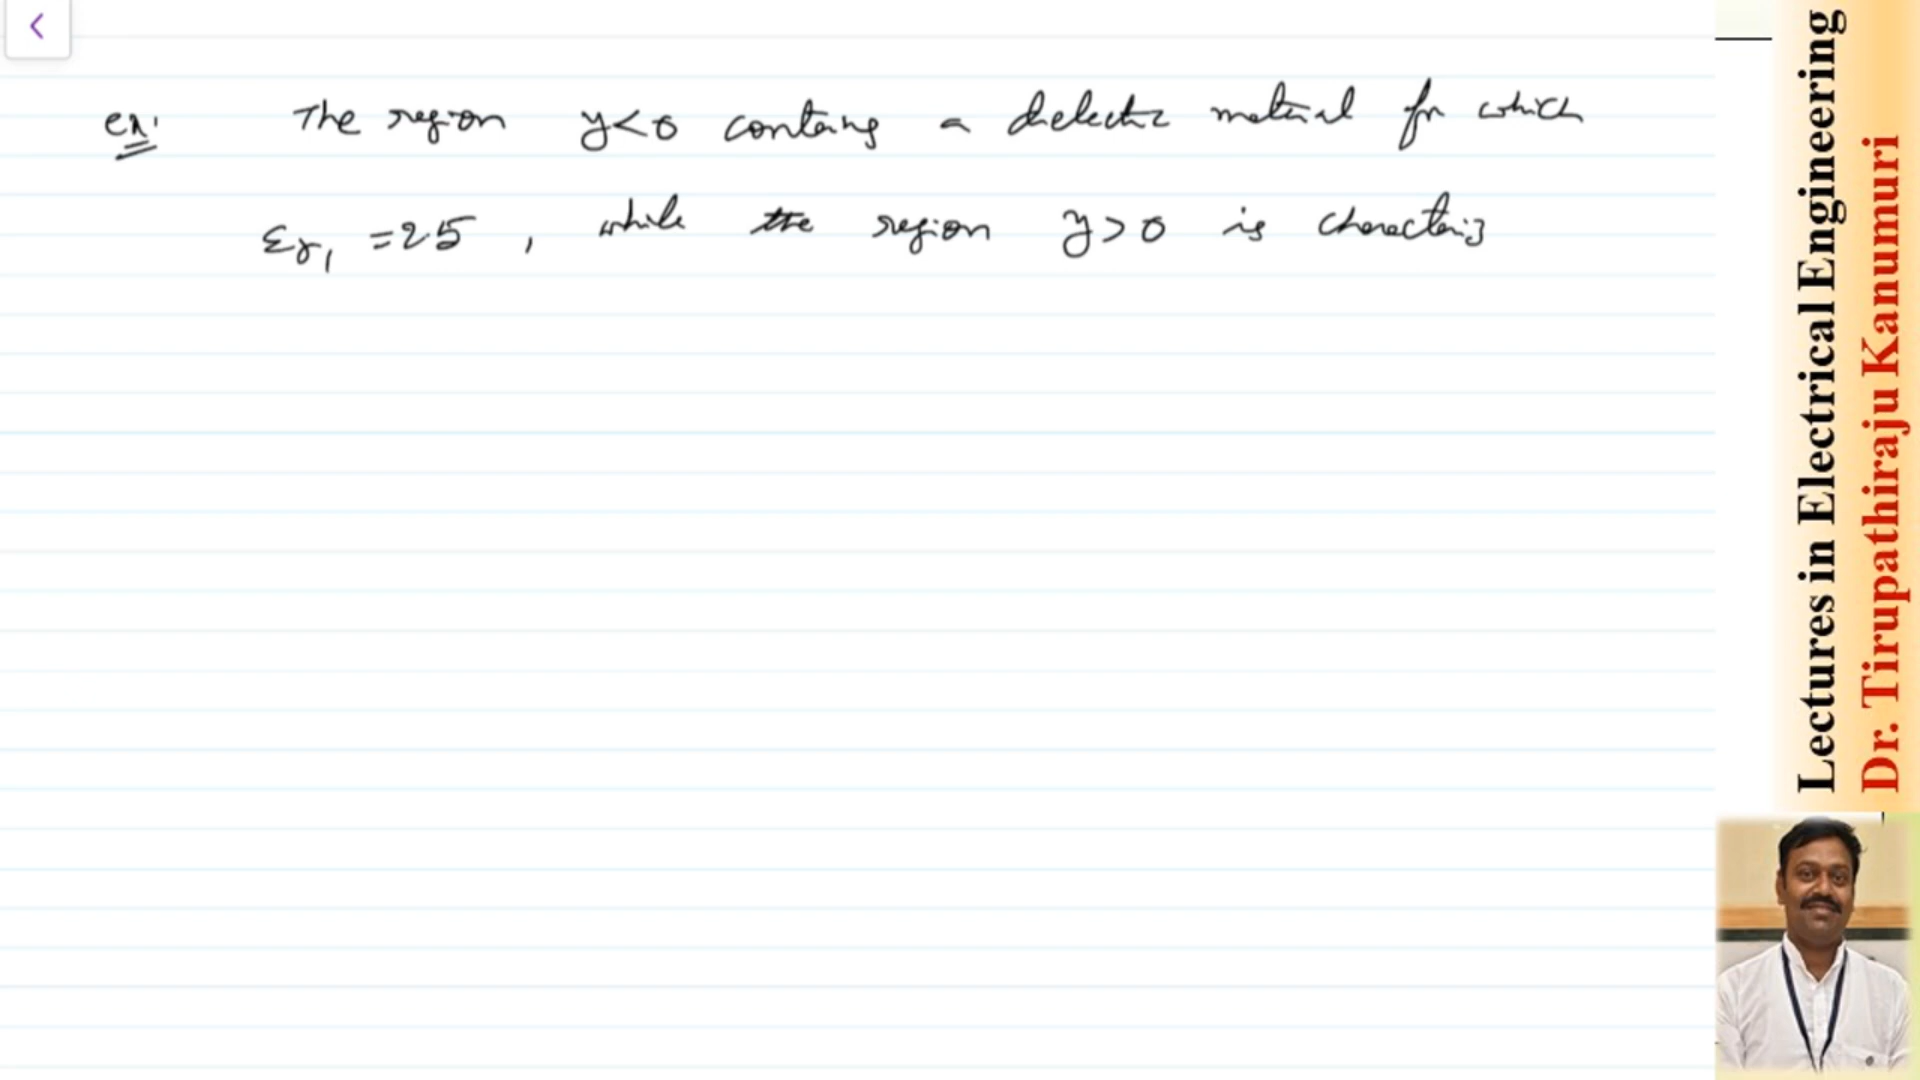 ex:   The region y<0 contains a dielectric material for which
εr1 = 2.5 , while the region y>0 is characteriz
Lectures in Electrical Engineering
Dr. Tirupathiraju Kanumuri